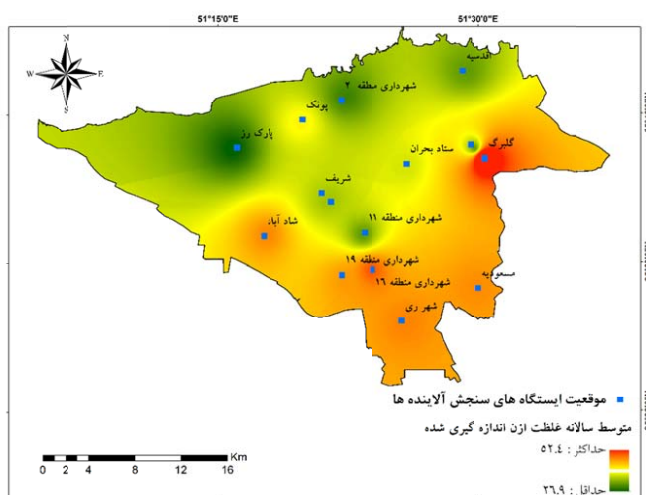 51°15'0"E
51°30'0"E
N
W
E
S
اقدسیه
شهرداری منطقه ۲
پونک
پارک رز
گلبرگ
ستاد بحران
شریف
شهرداری منطقه ۱۱
شاد آباد
شهرداری منطقه ۱۹
شهرداری منطقه ۱۶
مسعودیه
شهر ری
موقعیت ایستگاه های سنجش آلاینده ها
متوسط سالانه غلظت ازن اندازه گیری شده
حداکثر : ۵۲.۴
حداقل : ۲۶.۹
Km
0 2 4 8 12 16